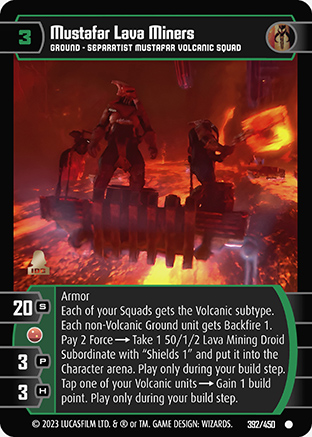 3 Mustafar Lava Miners
GROUND - SEPARATIST MUSTAFAR VOLCANIC SQUAD
Armor
20 S
Each of your Squads gets the Volcanic subtype.
Each non-Volcanic Ground unit gets Backfire 1.
Pay 2 Force → Take 1 50/1/2 Lava Mining Droid
3 P
Subordinate with "Shields 1" and put it into the
Character arena. Play only during your build step.
3 H
Tap one of your Volcanic units → Gain 1 build
point. Play only during your build step.
© 2023 LUCASFILM LTD. & ® or TM. GAME DESIGN: WIZARDS. 392/450